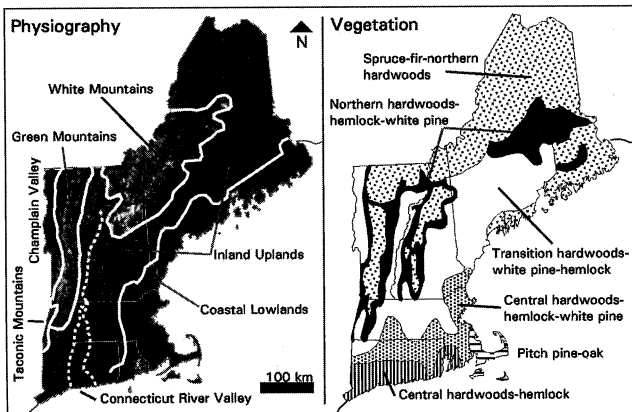 Physiography
N
White Mountains
Green Mountains
Champlain Valley
Taconic Mountains
Inland Uplands
Coastal Lowlands
100 km
Connecticut River Valley
Vegetation
Spruce-fir-northern
hardwoods
Northern hardwoods-
hemlock-white pine
Transition hardwoods-
white pine-hemlock
Central hardwoods-
hemlock-white pine
Pitch pine-oak
Central hardwoods-hemlock